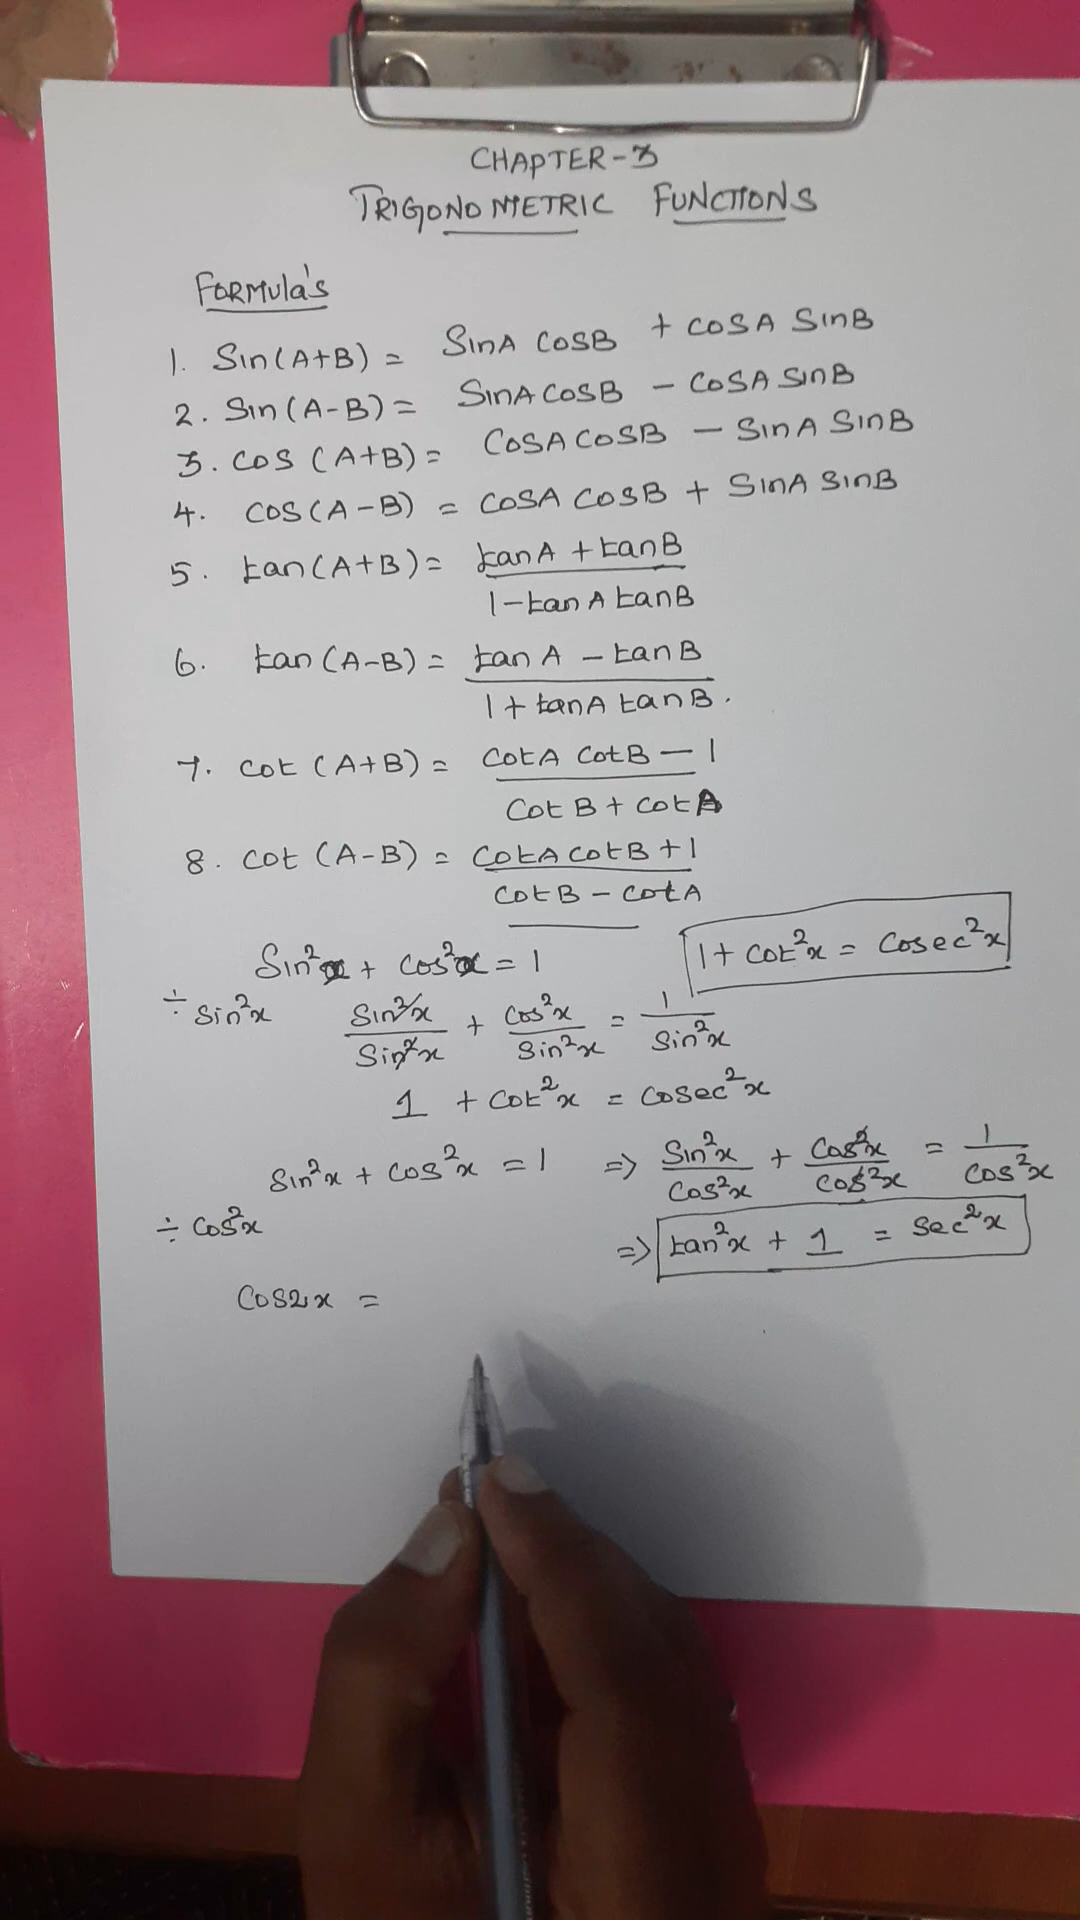 CHAPTER-3
TRIGONOMETRIC FUNCTIONS
FORMULA'S
1. Sin(A+B) = SinA cosB + cosA SinB
2. Sin(A-B) = SinA cosB - cosA sinB
3. cos (A+B) = cosA cosB - SinA SinB
4. cos(A-B) = cosA cosB + SinA sinB
5. tan(A+B) = tanA + tanB
1-tanA tanB
6. tan(A-B) = tanA - tanB
1+tanA tanB.
7. cot (A+B) = cotA cotB - 1
cotB + cotA
8. cot (A-B) = cotA cotB + 1
cotB - cotA
Sin²x + cos²x = 1
1 + cot²x = cosec²x
÷ sin²x Sin²x/Sin²x + cos²x/Sin²x = 1/Sin²x
1 + cot²x = cosec²x
Sin²x + cos²x = 1 => Sin²x/cos²x + cos²x/cos²x = 1/cos²x
÷ cos²x => tan²x + 1 = sec²x
cos2x =